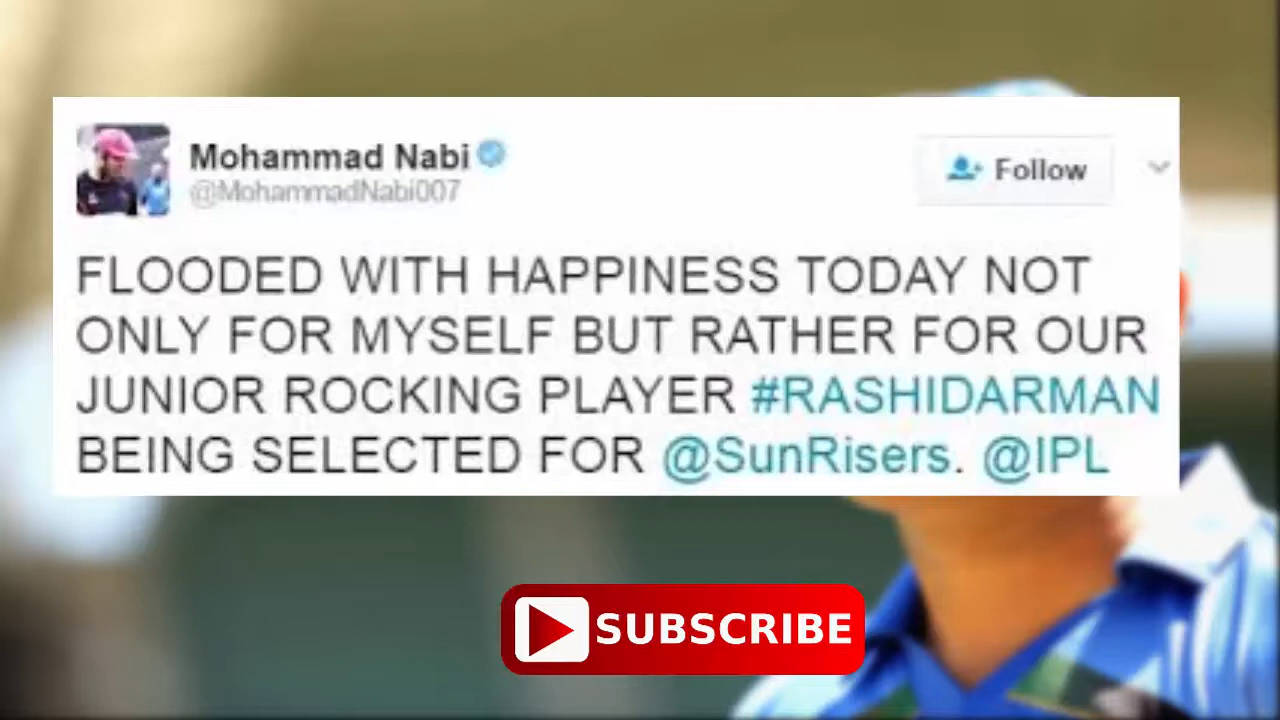 Mohammad Nabi
@MohammadNabi007
Follow
FLOODED WITH HAPPINESS TODAY NOT
ONLY FOR MYSELF BUT RATHER FOR OUR
JUNIOR ROCKING PLAYER #RASHIDARMAN
BEING SELECTED FOR @SunRisers. @IPL
SUBSCRIBE